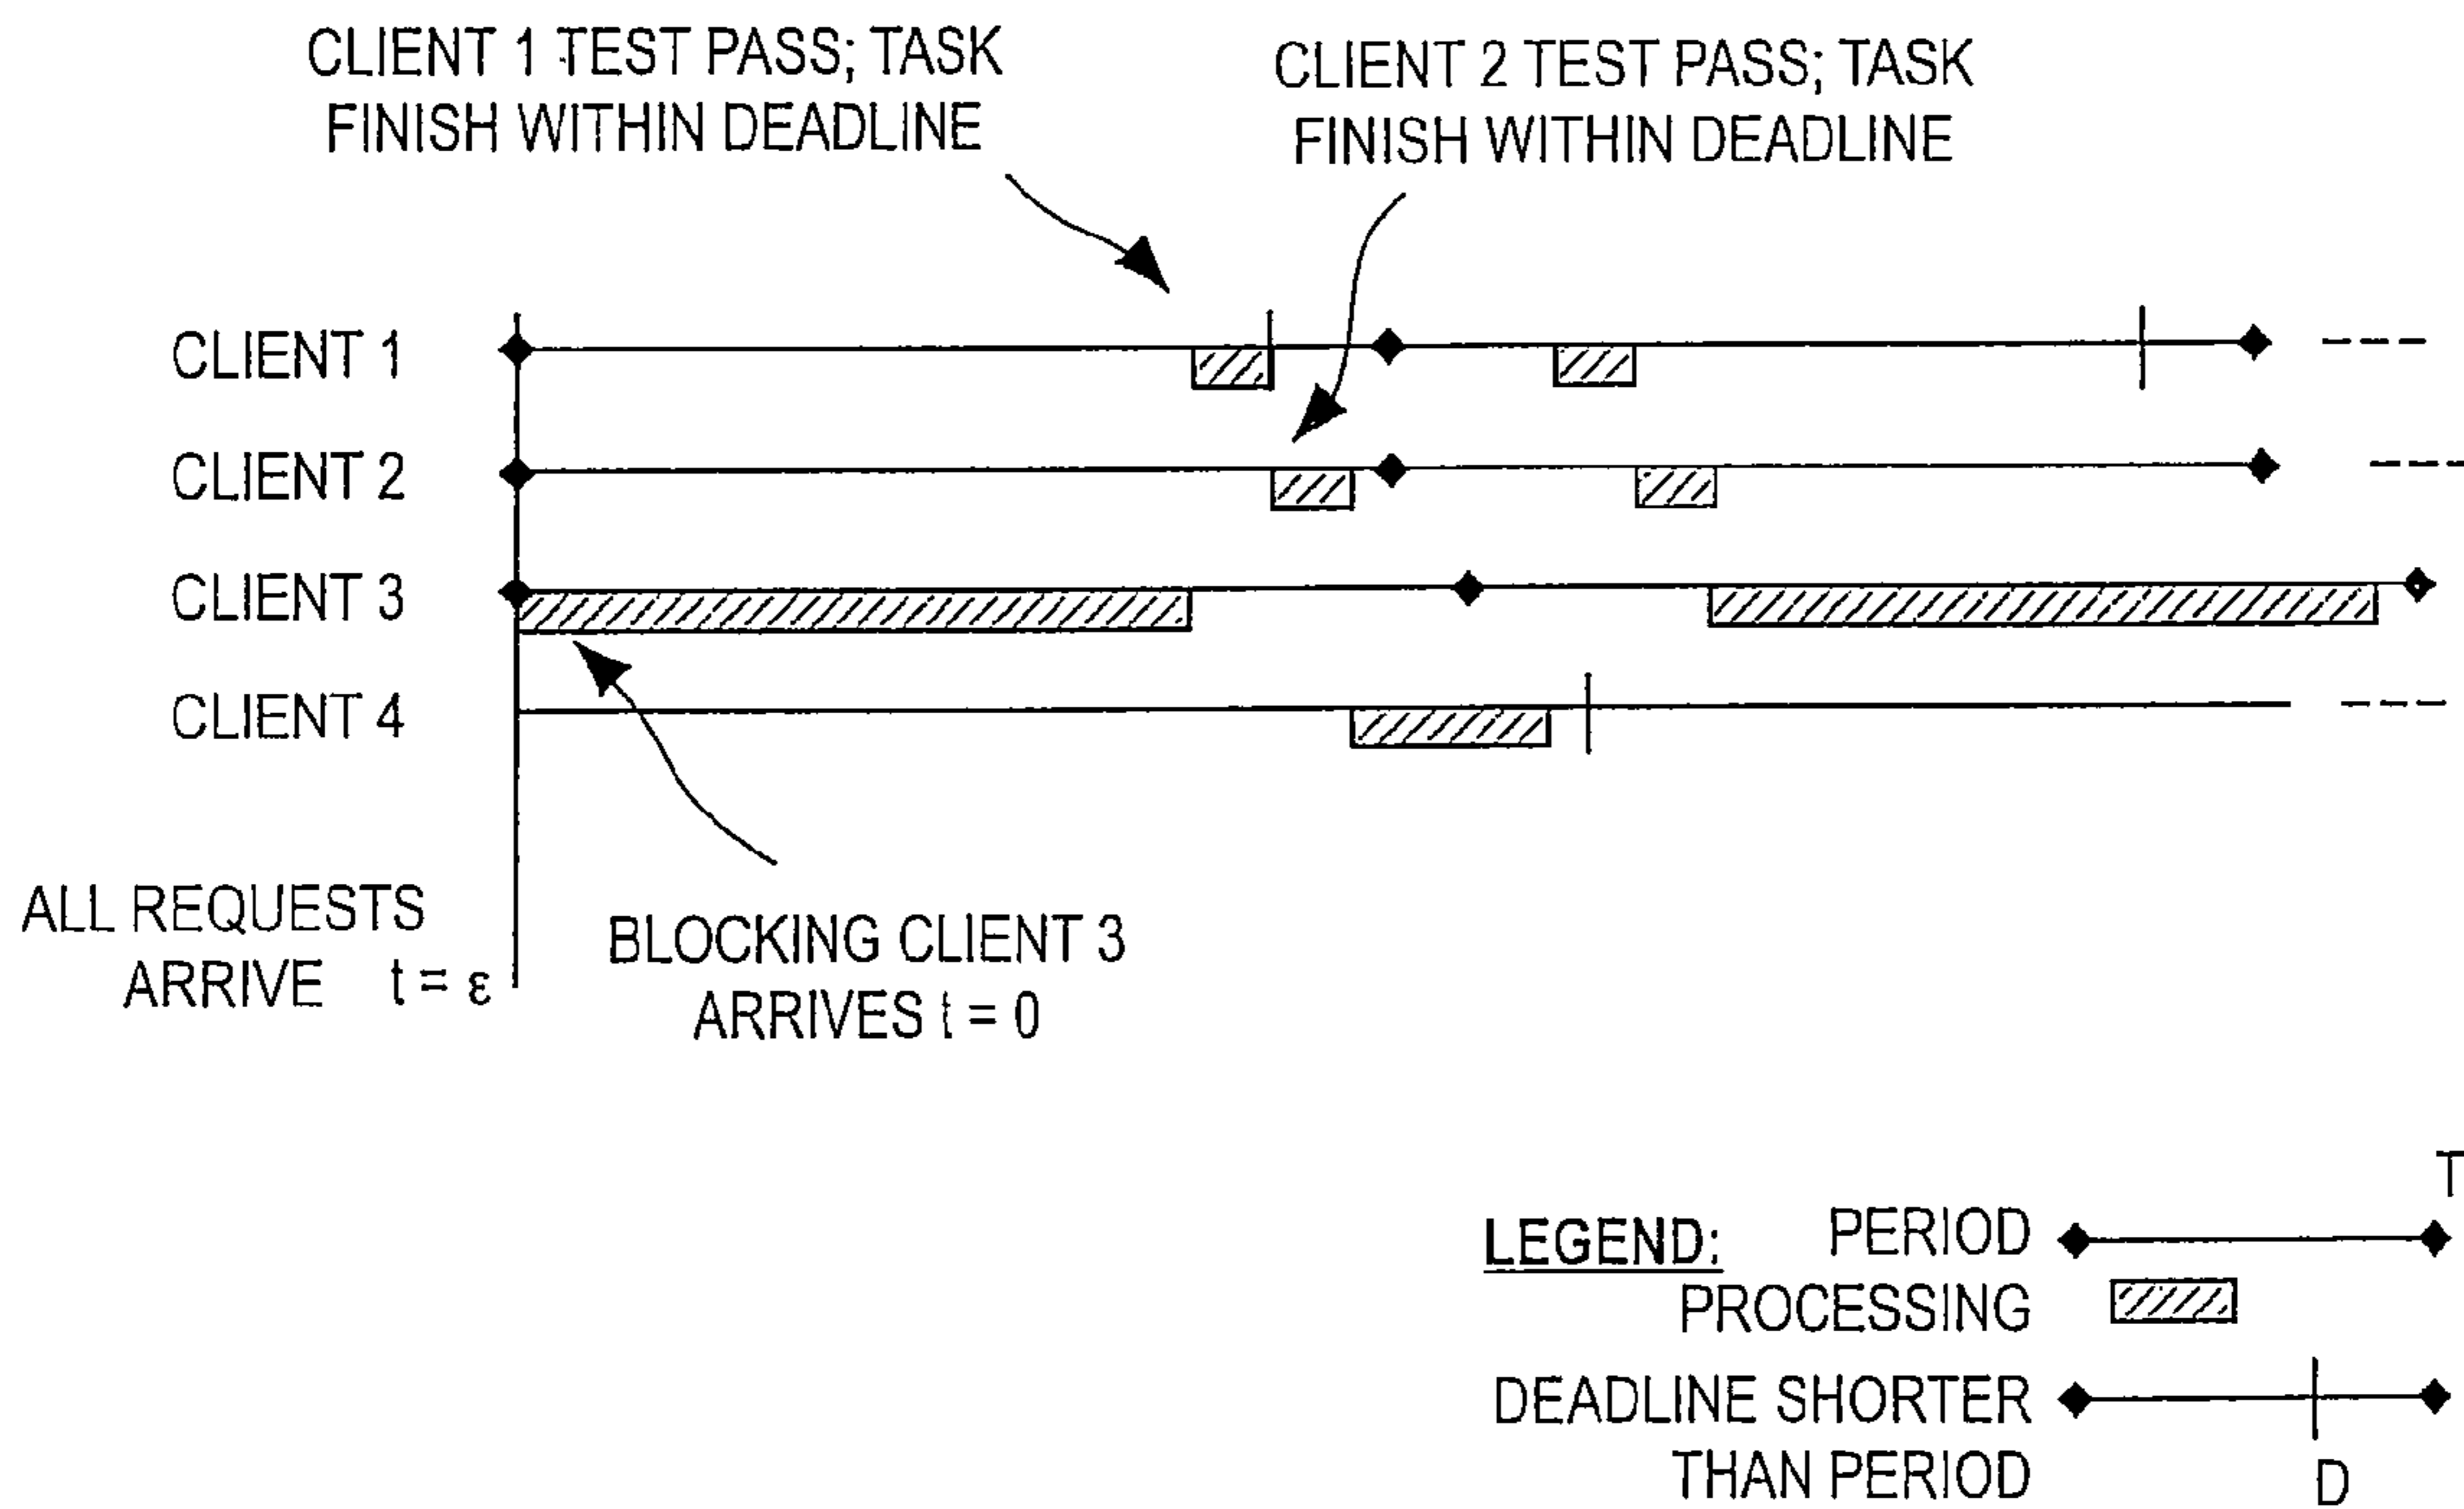 CLIENT 1 TEST PASS; TASK
FINISH WITHIN DEADLINE
CLIENT 2 TEST PASS; TASK
FINISH WITHIN DEADLINE
CLIENT 1
CLIENT 2
CLIENT 3
CLIENT 4
ALL REQUESTS
ARRIVE t = ε
BLOCKING CLIENT 3
ARRIVES t = 0
T
LEGEND: PERIOD
PROCESSING
DEADLINE SHORTER
THAN PERIOD
D